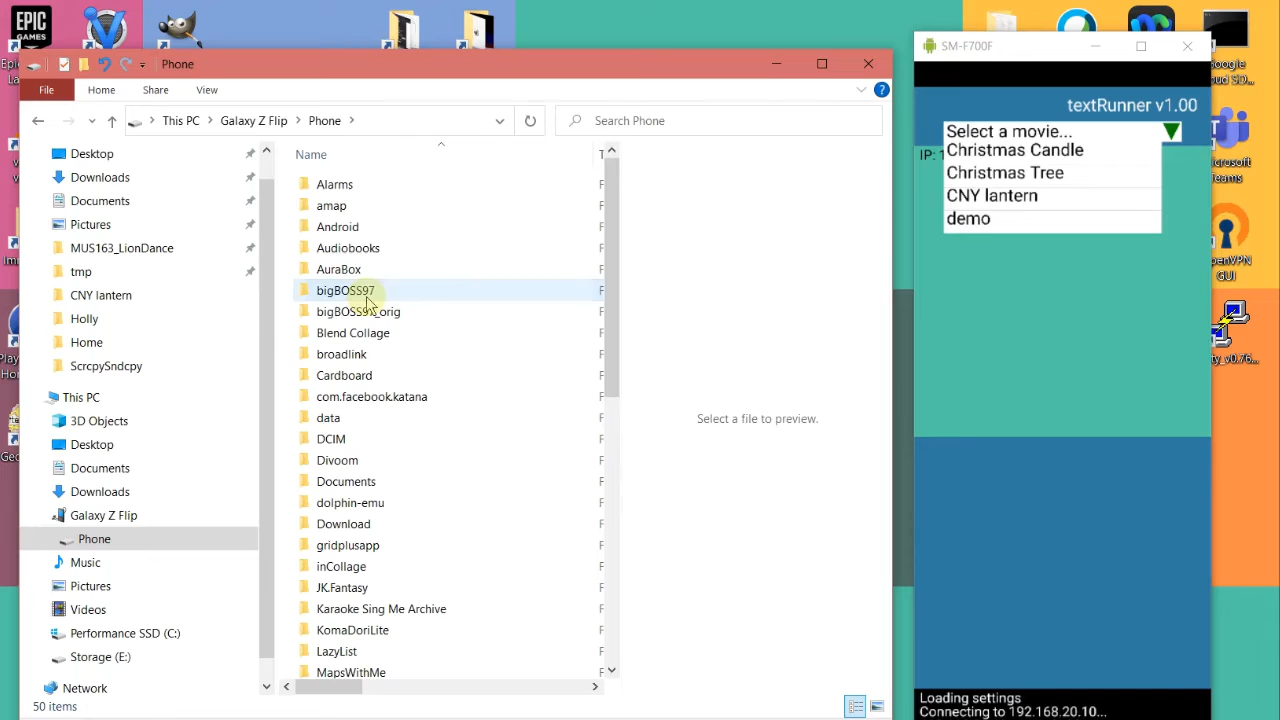 EPIC
GAMES
Phone
File
Home
Share
View
This PC
Galaxy Z Flip
Phone
Search Phone
Desktop
Downloads
Documents
Pictures
MUS163_LionDance
tmp
CNY lantern
Holly
Home
ScrcpySndcpy
This PC
3D Objects
Desktop
Documents
Downloads
Galaxy Z Flip
Phone
Music
Pictures
Videos
Performance SSD (C:)
Storage (E:)
Network
50 items
Name
Alarms
amap
Android
Audiobooks
AuraBox
bigBOSS97
Blend Collage
broadlink
Cardboard
com.facebook.katana
data
DCIM
Divoom
Documents
dolphin-emu
Download
gridplusapp
inCollage
JK.Fantasy
Karaoke Sing Me Archive
KomaDoriLite
LazyList
MapsWithMe
Select a file to preview.
SM-F700F
textRunner v1.00
Select a movie...
IP:
Christmas Candle
Christmas Tree
CNY lantern
demo
Loading settings
Connecting to 192.168.20.10...
Teams
GUI